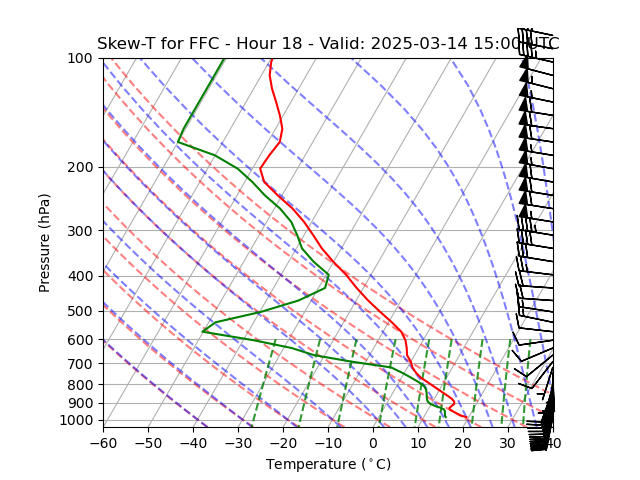 Skew-T for FFC - Hour 18 - Valid: 2025-03-14 15:00 UTC
100
200
300
400
500
600
700
800
900
1000
Pressure (hPa)
−60 −50 −40 −30 −20 −10 0 10 20 30 40
Temperature (°C)